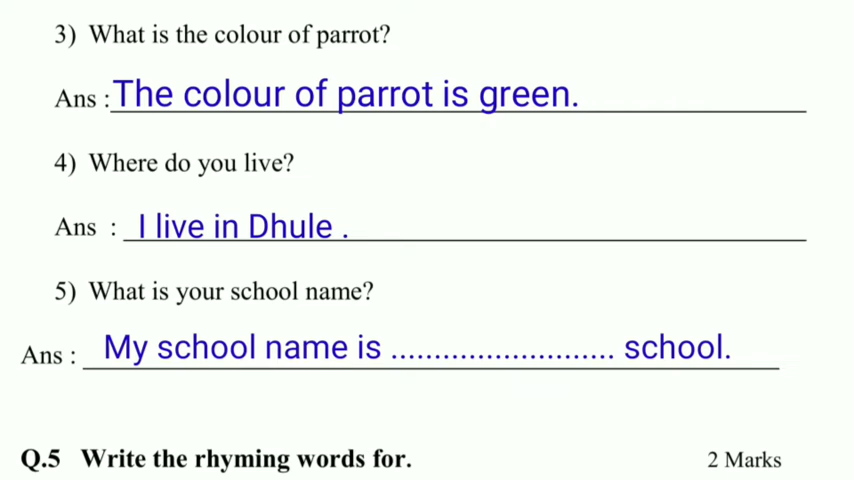 3) What is the colour of parrot?
Ans : The colour of parrot is green.
4) Where do you live?
Ans : I live in Dhule .
5) What is your school name?
Ans : My school name is .......................... school.
Q.5 Write the rhyming words for. 2 Marks